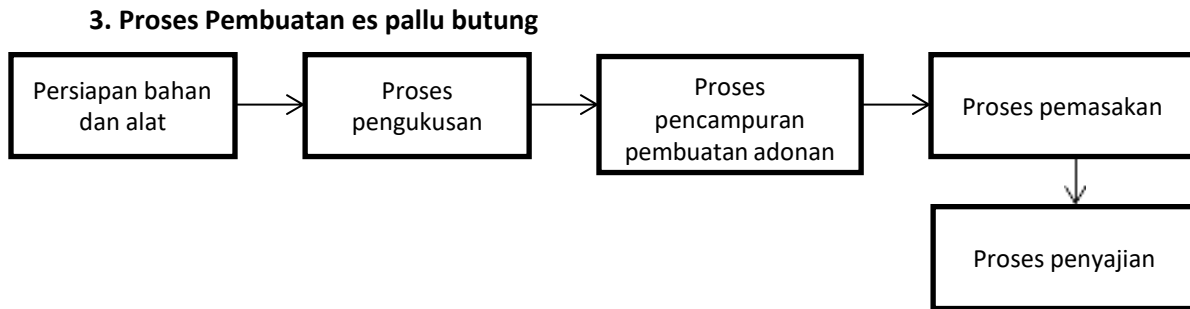 3. Proses Pembuatan es pallu butung
Persiapan bahan
dan alat
Proses
pengukusan
Proses
pencampuran
pembuatan adonan
Proses pemasakan
Proses penyajian